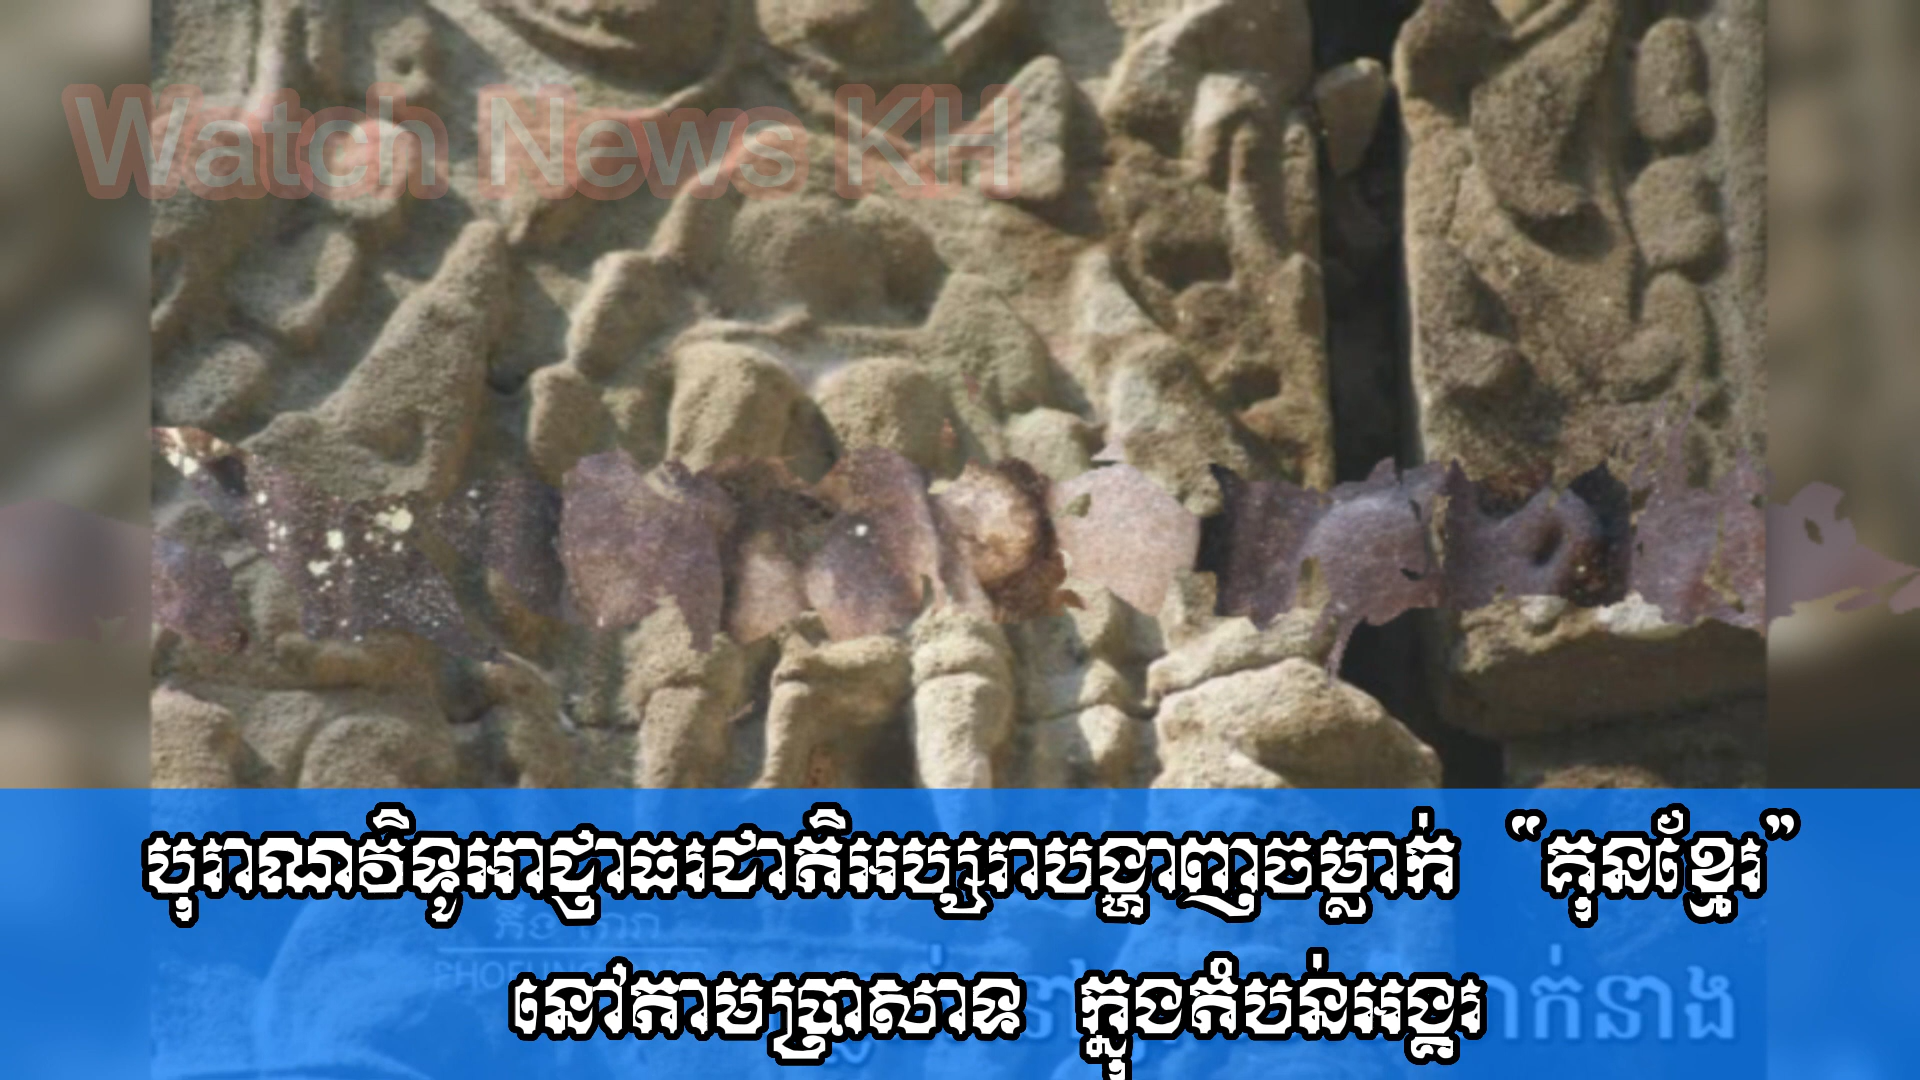 Watch News KH
បុរាណវិទូអាជ្ញាធរជាតិអប្សរាបង្ហាញចម្លាក់ “គុនខ្មែរ”
នៅតាមប្រាសាទ ក្នុងតំបន់អង្គរ